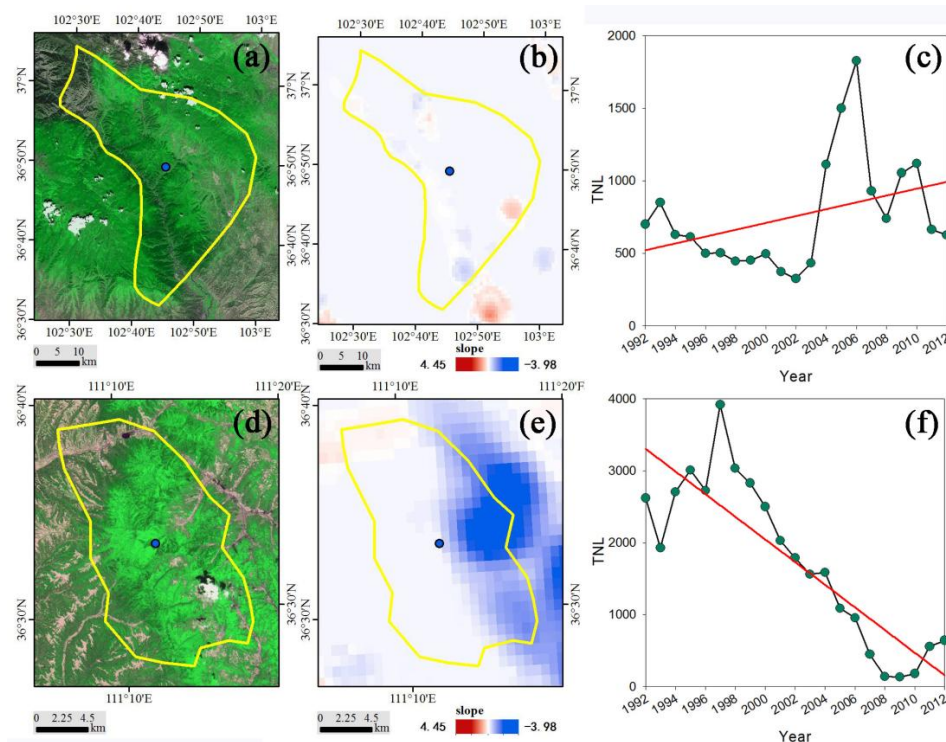 102°30'E 102°40'E 102°50'E 103°E
(a)
37°N
36°50'N
36°40'N
36°30'N
102°30'E 102°40'E 102°50'E 103°E
0 5 10
km
102°30'E 102°40'E 102°50'E 103°E
(b)
37°N
36°50'N
36°40'N
36°30'N
102°30'E 102°40'E 102°50'E 103°E
0 5 10
km
slope
4.45 -3.98
(c)
TNL
2000
1500
1000
500
0
1992 1994 1996 1998 2000 2002 2004 2006 2008 2010 2012
Year
111°10'E 111°20'E
(d)
36°40'N
36°30'N
111°10'E
0 2.25 4.5
km
111°10'E 111°20'E
(e)
36°40'N
36°30'N
111°10'E
0 2.25 4.5
km
slope
4.45 -3.98
(f)
TNL
4000
3000
2000
1000
0
1992 1994 1996 1998 2000 2002 2004 2006 2008 2010 2012
Year